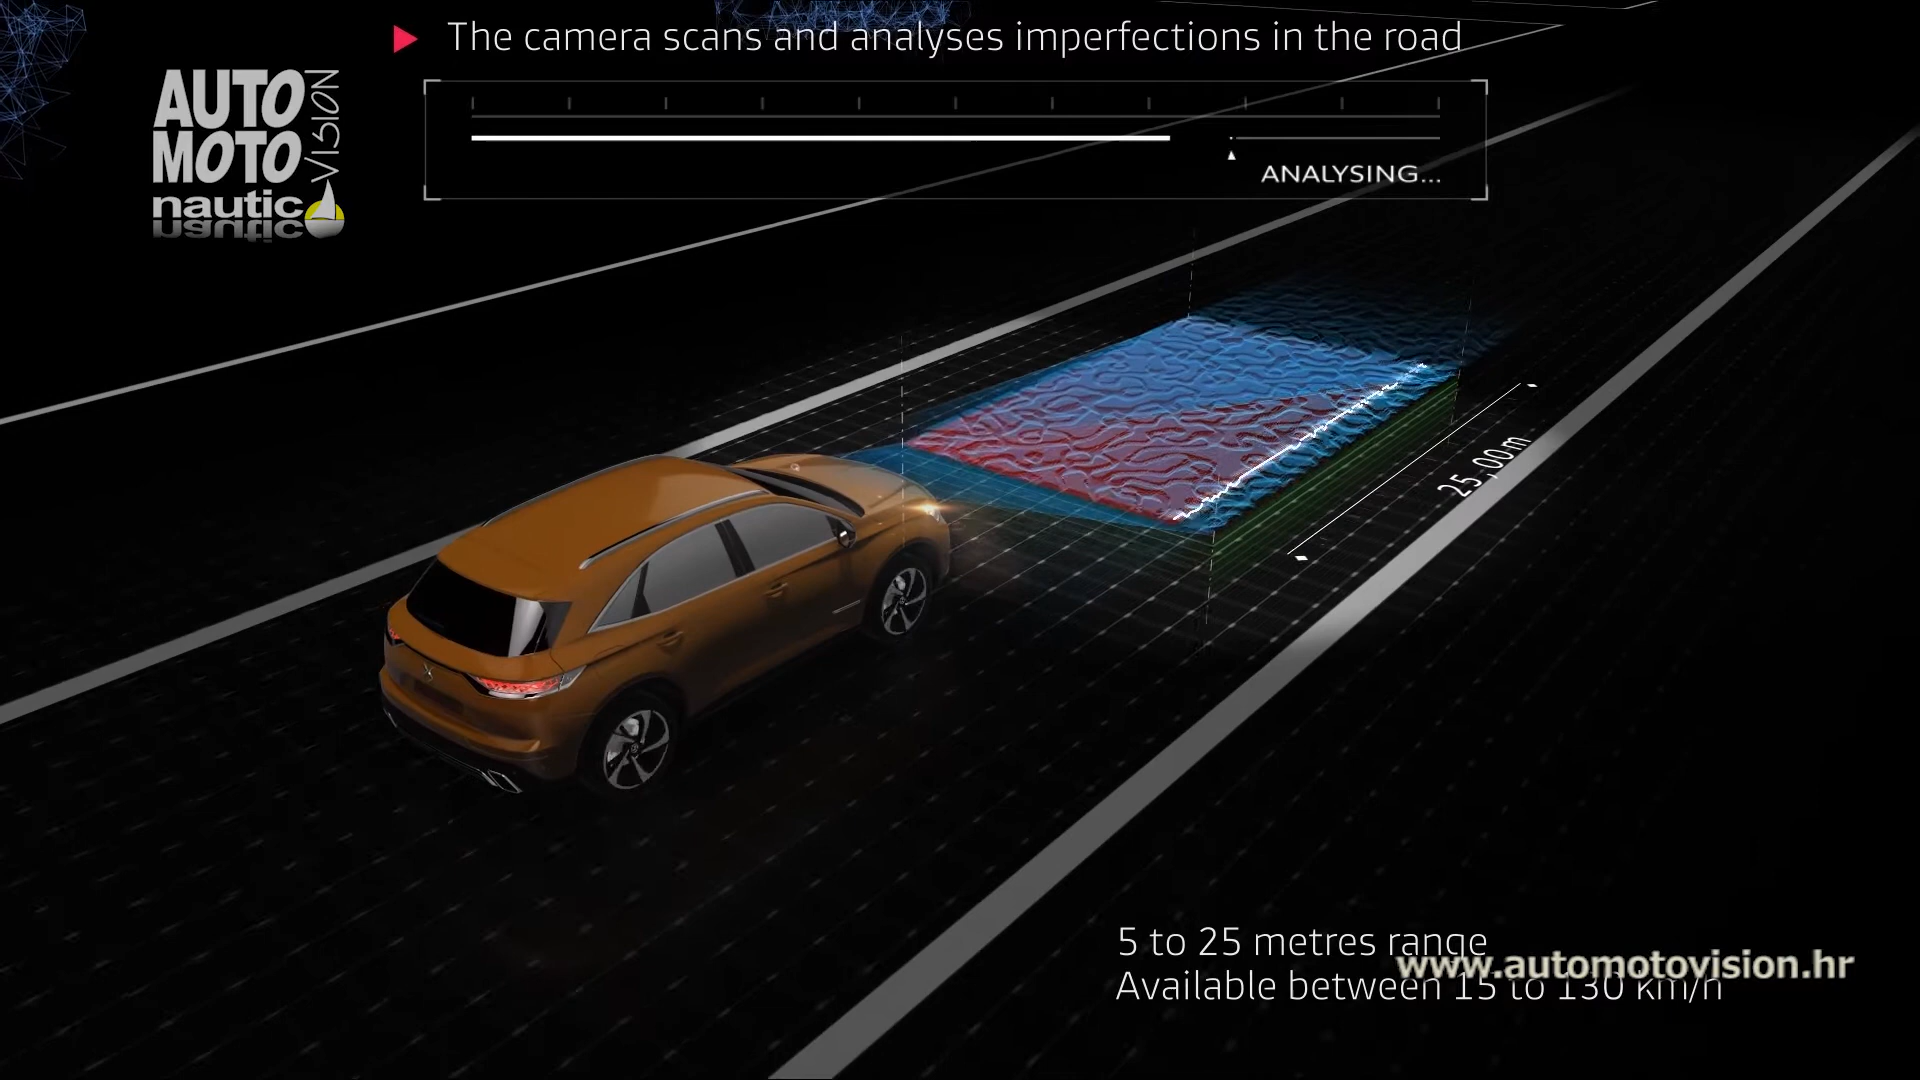 The camera scans and analyses imperfections in the road
AUTO
MOTO
VISION
nautic
ANALYSING...
25,00m
5 to 25 metres range
www.automotovision.hr
Available between 15 to 130 km/h